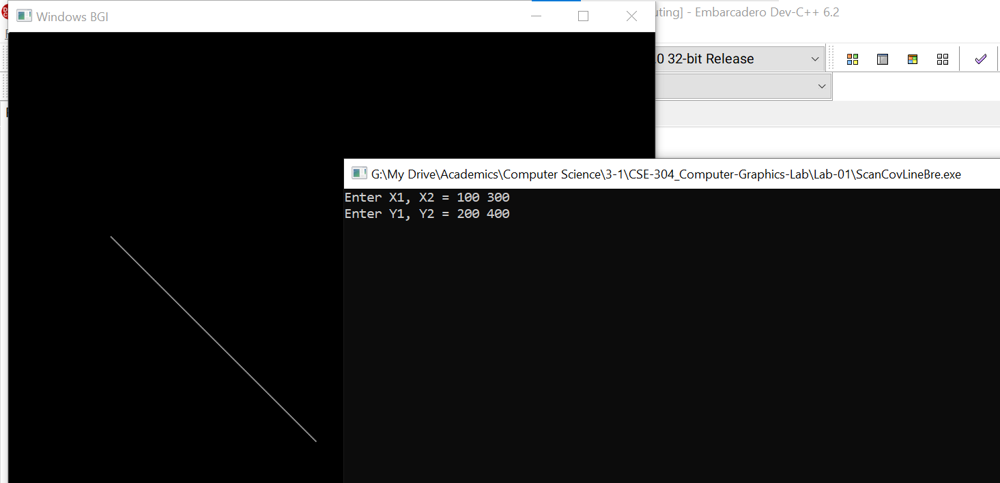 Windows BGI
uting] - Embarcadero Dev-C++ 6.2
.0 32-bit Release
G:\My Drive\Academics\Computer Science\3-1\CSE-304_Computer-Graphics-Lab\Lab-01\ScanCovLineBre.exe
Enter X1, X2 = 100 300
Enter Y1, Y2 = 200 400